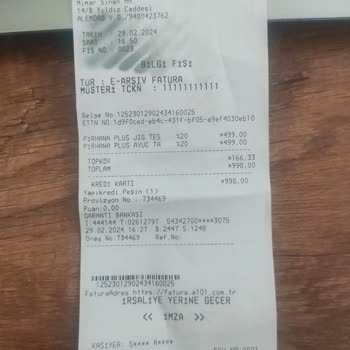 Mimar Sinan MH.
14/B Yıldız Caddesi
ALEMDAĞ V.D./9480423762
TARİH : 29.02.2024
SAAT : 16:50
FİŞ NO : 0023
BİLGİ FİŞİ
TÜR : E-ARŞİV FATURA
MÜŞTERİ TCKN : 11111111111
Belge No:12523012902434160025
ETTN NO:1d9f0ced-eb4c-431f-bf05-a9ef4030eb10
PİRHANA PLUS JIG TES %20 *499,00
PİRHANA PLUS AVUÇ TA %20 *499,00
TOPKDV *166,33
TOPLAM *998,00
KREDİ KARTI *998,00
Yapıkredi Peşin (1)
Provizyon No : 734469
Puan:0.00
GARANTİ BANKASI
I:444144 T:02612797 54342700****3075
29.02.2024 16:27 B:2447 S:1248
Onay No:734469 Ref.No:
12523012902434160025
FaturaAdres https://fatura.a101.com.tr
İRSALİYE YERİNE GEÇER
<< İMZA >>
KASİYER: S**** A****